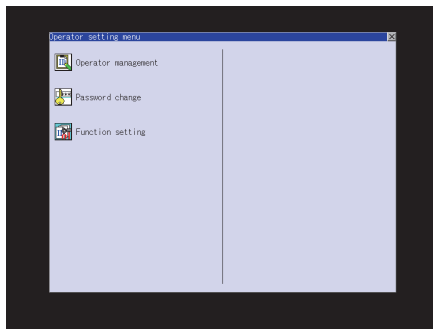 Operator setting menu
Operator management
Password change
Function setting